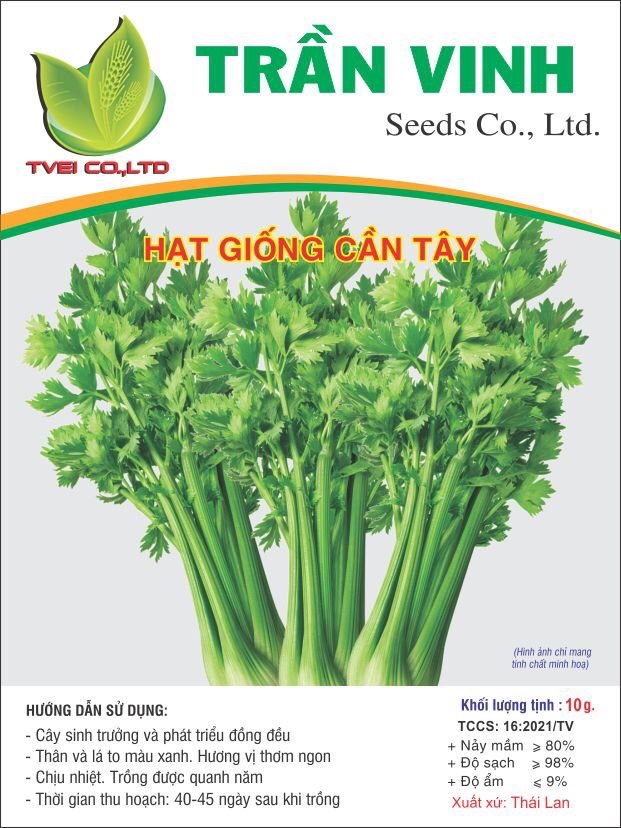 TRẦN VINH
Seeds Co., Ltd.
TVEI CO.,LTD
HẠT GIỐNG CẦN TÂY
(Hình ảnh chỉ mang
tính chất minh hoạ)
HƯỚNG DẪN SỬ DỤNG:
- Cây sinh trưởng và phát triểu đồng đều
- Thân và lá to màu xanh. Hương vị thơm ngon
- Chịu nhiệt. Trồng được quanh năm
- Thời gian thu hoạch: 40-45 ngày sau khi trồng
Khối lượng tịnh : 10g.
TCCS: 16:2021/TV
+ Nảy mầm ⩾ 80%
+ Độ sạch ⩾ 98%
+ Độ ẩm ⩽ 9%
Xuất xứ: Thái Lan